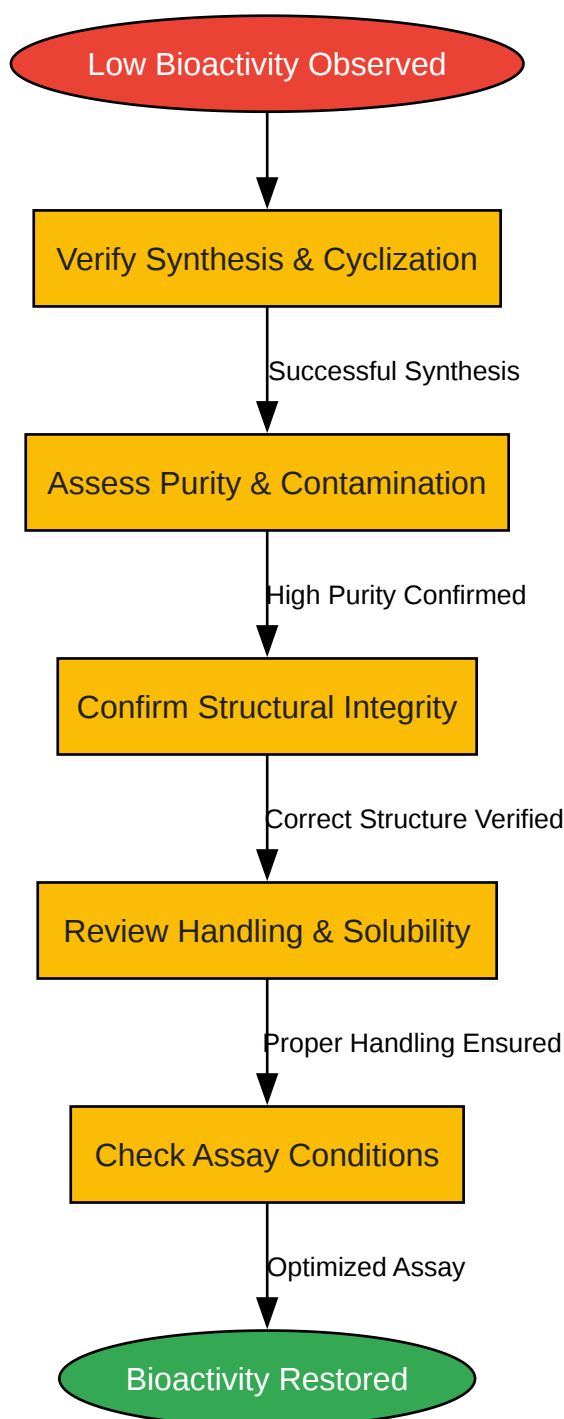 Low Bioactivity Observed
Verify Synthesis & Cyclization
Successful Synthesis
Assess Purity & Contamination
High Purity Confirmed
Confirm Structural Integrity
Correct Structure Verified
Review Handling & Solubility
Proper Handling Ensured
Check Assay Conditions
Optimized Assay
Bioactivity Restored